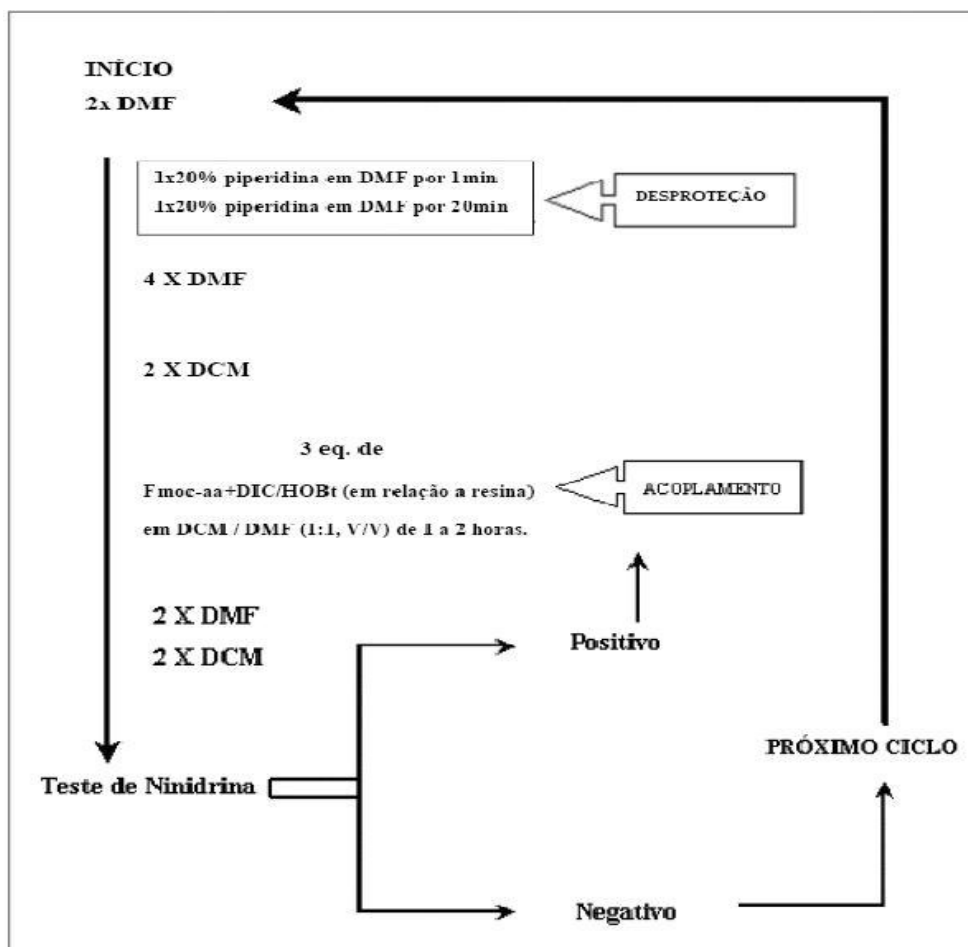 INÍCIO
2x DMF
1x20% piperidina em DMF por 1min
1x20% piperidina em DMF por 20min
DESPROTEÇÃO
4 X DMF
2 X DCM
3 eq. de
Fmoc-aa+DIC/HOBt (em relação a resina)
ACOPLAMENTO
em DCM / DMF (1:1, V/V) de 1 a 2 horas.
2 X DMF
2 X DCM
Positivo
PRÓXIMO CICLO
Teste de Ninidrina
Negativo